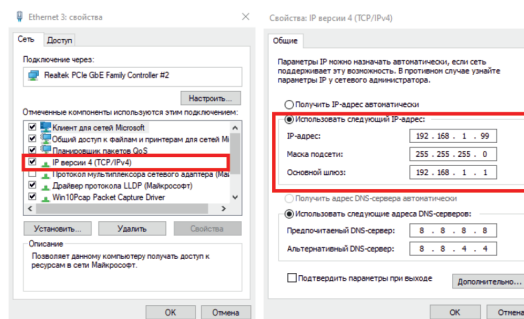 Ethernet 3: свойства
Сеть Доступ
Подключение через:
Realtek PCIe GbE Family Controller #2
Настроить...
Отмеченные компоненты используются этим подключением:
Клиент для сетей Microsoft
Общий доступ к файлам и принтерам для сетей Mi
Планировщик пакетов QoS
IP версии 4 (TCP/IPv4)
Протокол мультиплексора сетевого адаптера (Ма
Драйвер протокола LLDP (Майкрософт)
Win10Pcap Packet Capture Driver
Установить... Удалить Свойства
Описание
Позволяет данному компьютеру получать доступ к
ресурсам в сети Майкрософт.
OK Отмена
Свойства: IP версии 4 (TCP/IPv4)
Общие
Параметры IP можно назначать автоматически, если сеть
поддерживает эту возможность. В противном случае узнайте
параметры IP у сетевого администратора.
Получить IP-адрес автоматически
Использовать следующий IP-адрес:
IP-адрес: 192 . 168 . 1 . 99
Маска подсети: 255 . 255 . 255 . 0
Основной шлюз: 192 . 168 . 1 . 1
Получить адрес DNS-сервера автоматически
Использовать следующие адреса DNS-серверов:
Предпочитаемый DNS-сервер: 8 . 8 . 8 . 8
Альтернативный DNS-сервер: 8 . 8 . 4 . 4
Подтвердить параметры при выходе Дополнительно...
OK Отмена